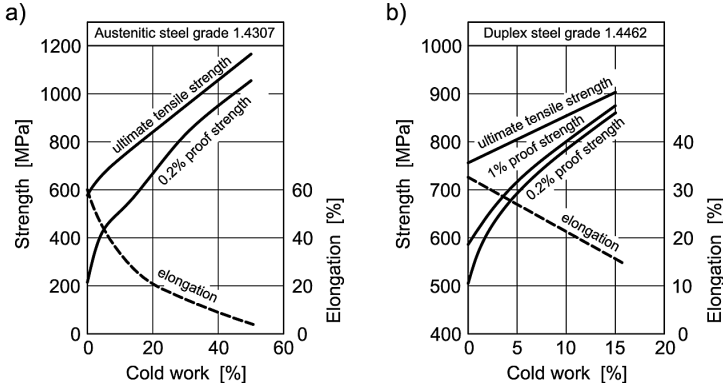 a)
Austenitic steel grade 1.4307
1200
1000
800
600
400
200
0
Strength [MPa]
ultimate tensile strength
0.2% proof strength
elongation
60
40
20
0
Elongation [%]
0 20 40 60
Cold work [%]
b)
Duplex steel grade 1.4462
1000
900
800
700
600
500
400
Strength [MPa]
ultimate tensile strength
1% proof strength
0.2% proof strength
elongation
40
30
20
10
0
Elongation [%]
0 5 10 15 20
Cold work [%]